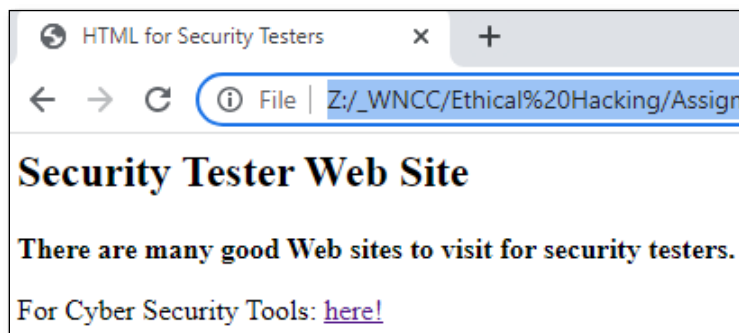 HTML for Security Testers
File Z:/_WNCC/Ethical%20Hacking/Assign
Security Tester Web Site
There are many good Web sites to visit for security testers.
For Cyber Security Tools: here!